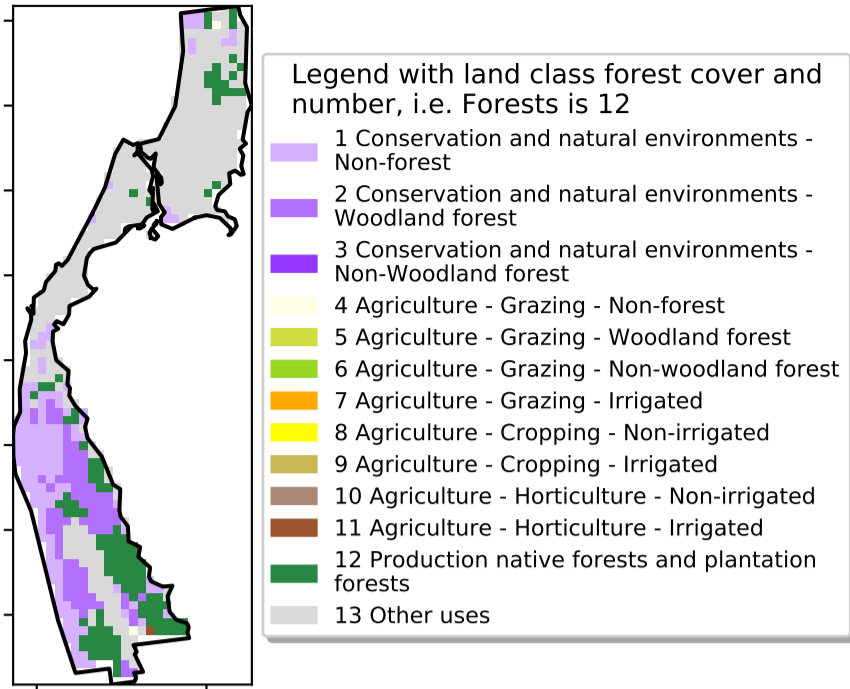 Legend with land class forest cover and
number, i.e. Forests is 12
1 Conservation and natural environments -
Non-forest
2 Conservation and natural environments -
Woodland forest
3 Conservation and natural environments -
Non-Woodland forest
4 Agriculture - Grazing - Non-forest
5 Agriculture - Grazing - Woodland forest
6 Agriculture - Grazing - Non-woodland forest
7 Agriculture - Grazing - Irrigated
8 Agriculture - Cropping - Non-irrigated
9 Agriculture - Cropping - Irrigated
10 Agriculture - Horticulture - Non-irrigated
11 Agriculture - Horticulture - Irrigated
12 Production native forests and plantation
forests
13 Other uses